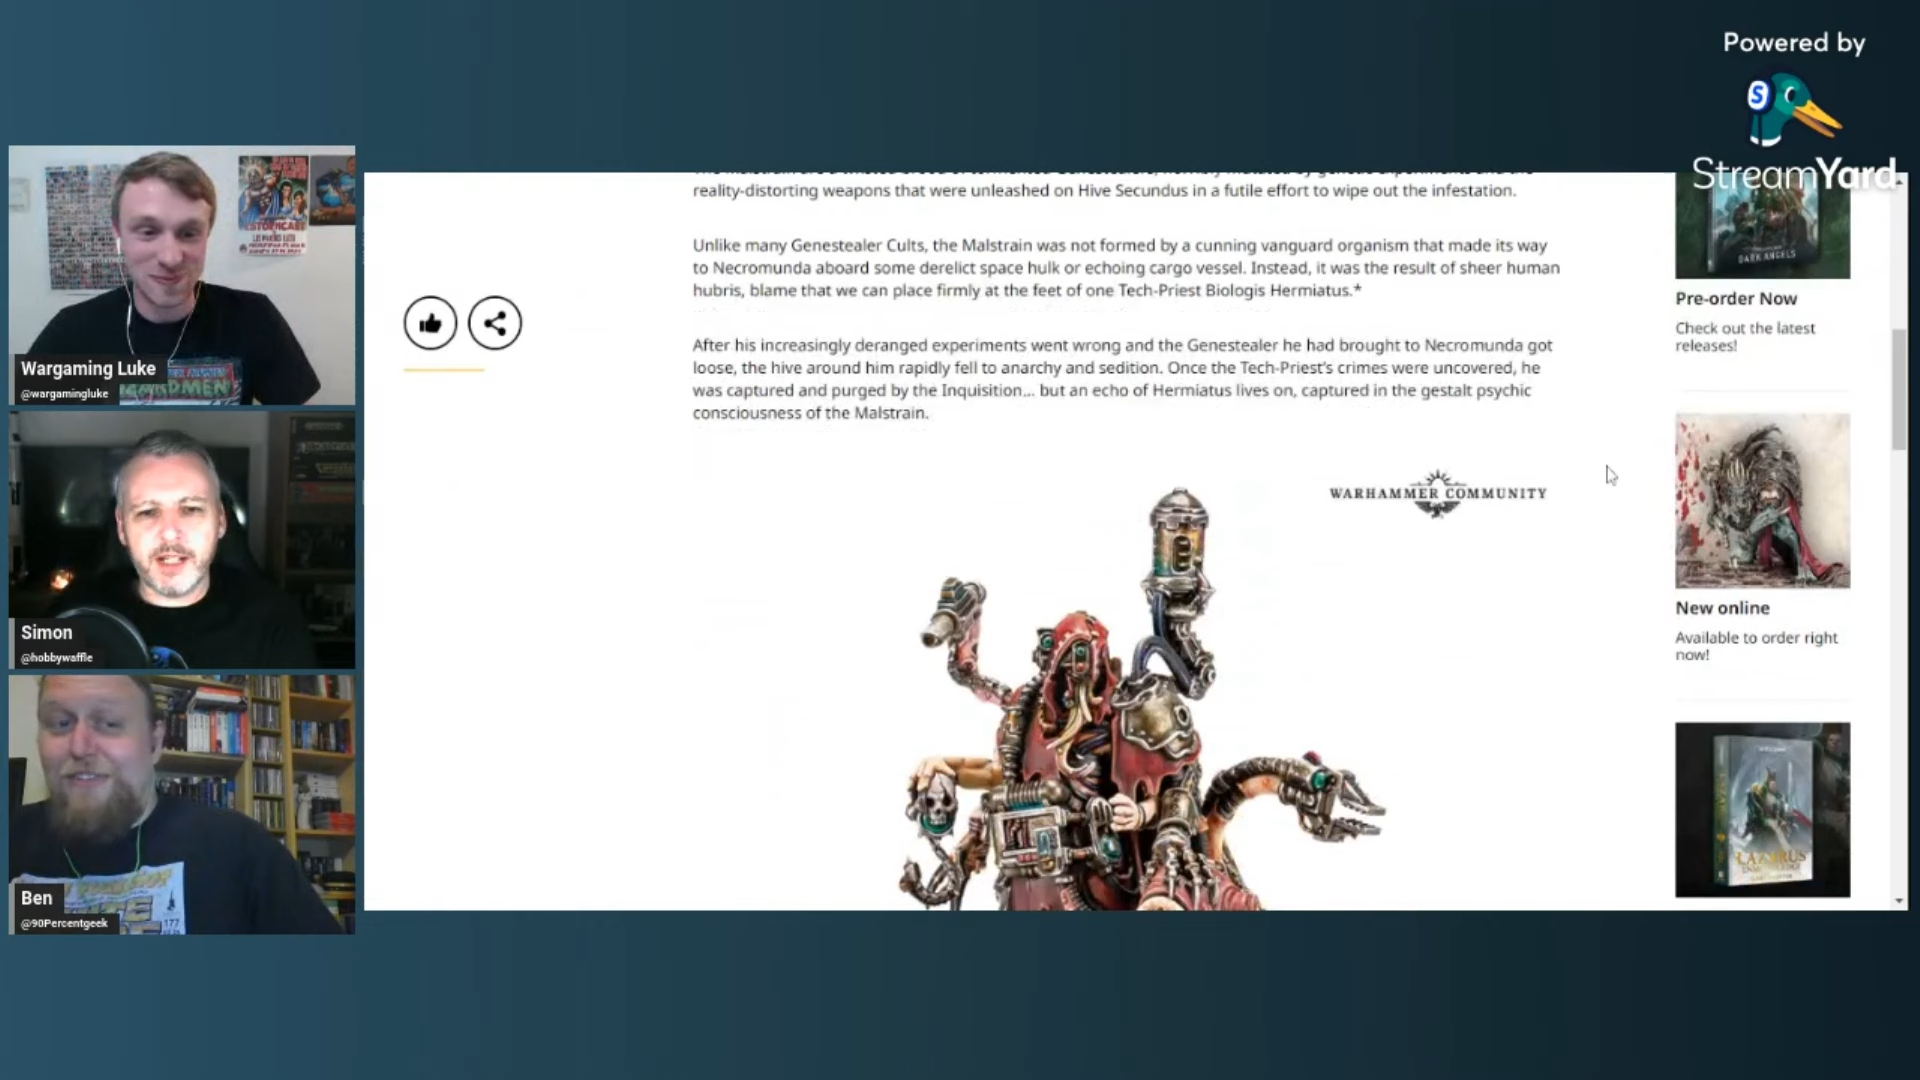 Powered by
StreamYard
reality-distorting weapons that were unleashed on Hive Secundus in a futile effort to wipe out the infestation.
Unlike many Genestealer Cults, the Malstrain was not formed by a cunning vanguard organism that made its way
to Necromunda aboard some derelict space hulk or echoing cargo vessel. Instead, it was the result of sheer human
hubris, blame that we can place firmly at the feet of one Tech-Priest Biologis Hermiatus.*
After his increasingly deranged experiments went wrong and the Genestealer he had brought to Necromunda got
loose, the hive around him rapidly fell to anarchy and sedition. Once the Tech-Priest's crimes were uncovered, he
was captured and purged by the Inquisition... but an echo of Hermiatus lives on, captured in the gestalt psychic
consciousness of the Malstrain.
WARHAMMER COMMUNITY
DARK ANGELS
Pre-order Now
Check out the latest
releases!
New online
Available to order right
now!
LAZARUS
Wargaming Luke
@wargamingluke
Simon
@hobbywaffle
Ben
@90Percentgeek
177